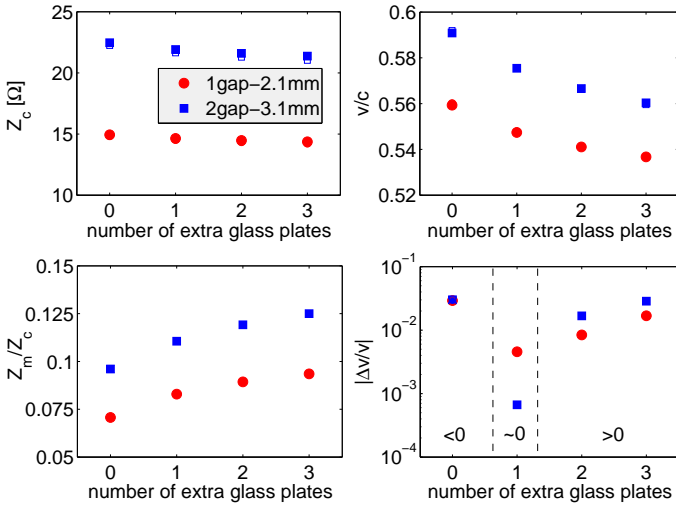 25
20
15
10
Z_c [Ω]
1gap−2.1mm
2gap−3.1mm
0 1 2 3
number of extra glass plates
0.6
0.58
0.56
0.54
0.52
v/c
0 1 2 3
number of extra glass plates
0.15
0.125
0.1
0.075
0.05
Z_m/Z_c
0 1 2 3
number of extra glass plates
10^−1
10^−2
10^−3
10^−4
|Δv/v|
<0 ~0 >0
0 1 2 3
number of extra glass plates